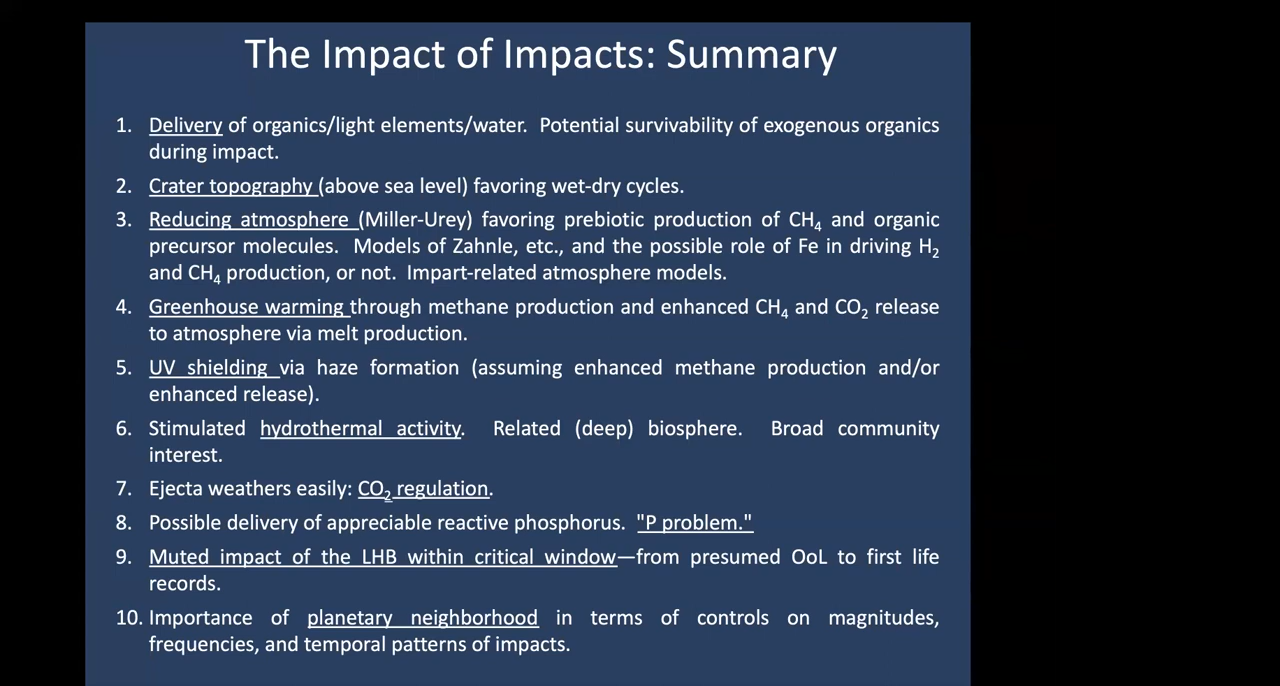 The Impact of Impacts: Summary
1. Delivery of organics/light elements/water. Potential survivability of exogenous organics
during impact.
2. Crater topography (above sea level) favoring wet-dry cycles.
3. Reducing atmosphere (Miller-Urey) favoring prebiotic production of CH₄ and organic
precursor molecules. Models of Zahnle, etc., and the possible role of Fe in driving H₂
and CH₄ production, or not. Impart-related atmosphere models.
4. Greenhouse warming through methane production and enhanced CH₄ and CO₂ release
to atmosphere via melt production.
5. UV shielding via haze formation (assuming enhanced methane production and/or
enhanced release).
6. Stimulated hydrothermal activity. Related (deep) biosphere. Broad community
interest.
7. Ejecta weathers easily: CO₂ regulation.
8. Possible delivery of appreciable reactive phosphorus. "P problem."
9. Muted impact of the LHB within critical window—from presumed OoL to first life
records.
10. Importance of planetary neighborhood in terms of controls on magnitudes,
frequencies, and temporal patterns of impacts.